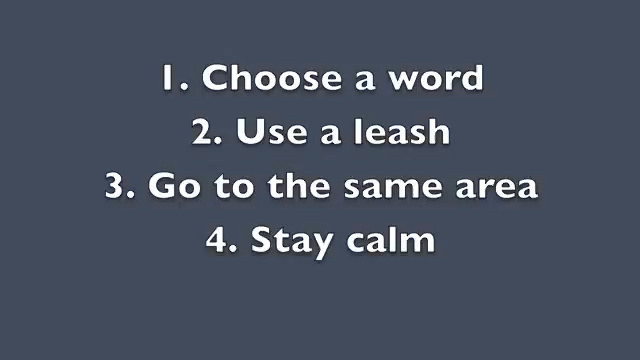 1. Choose a word
2. Use a leash
3. Go to the same area
4. Stay calm